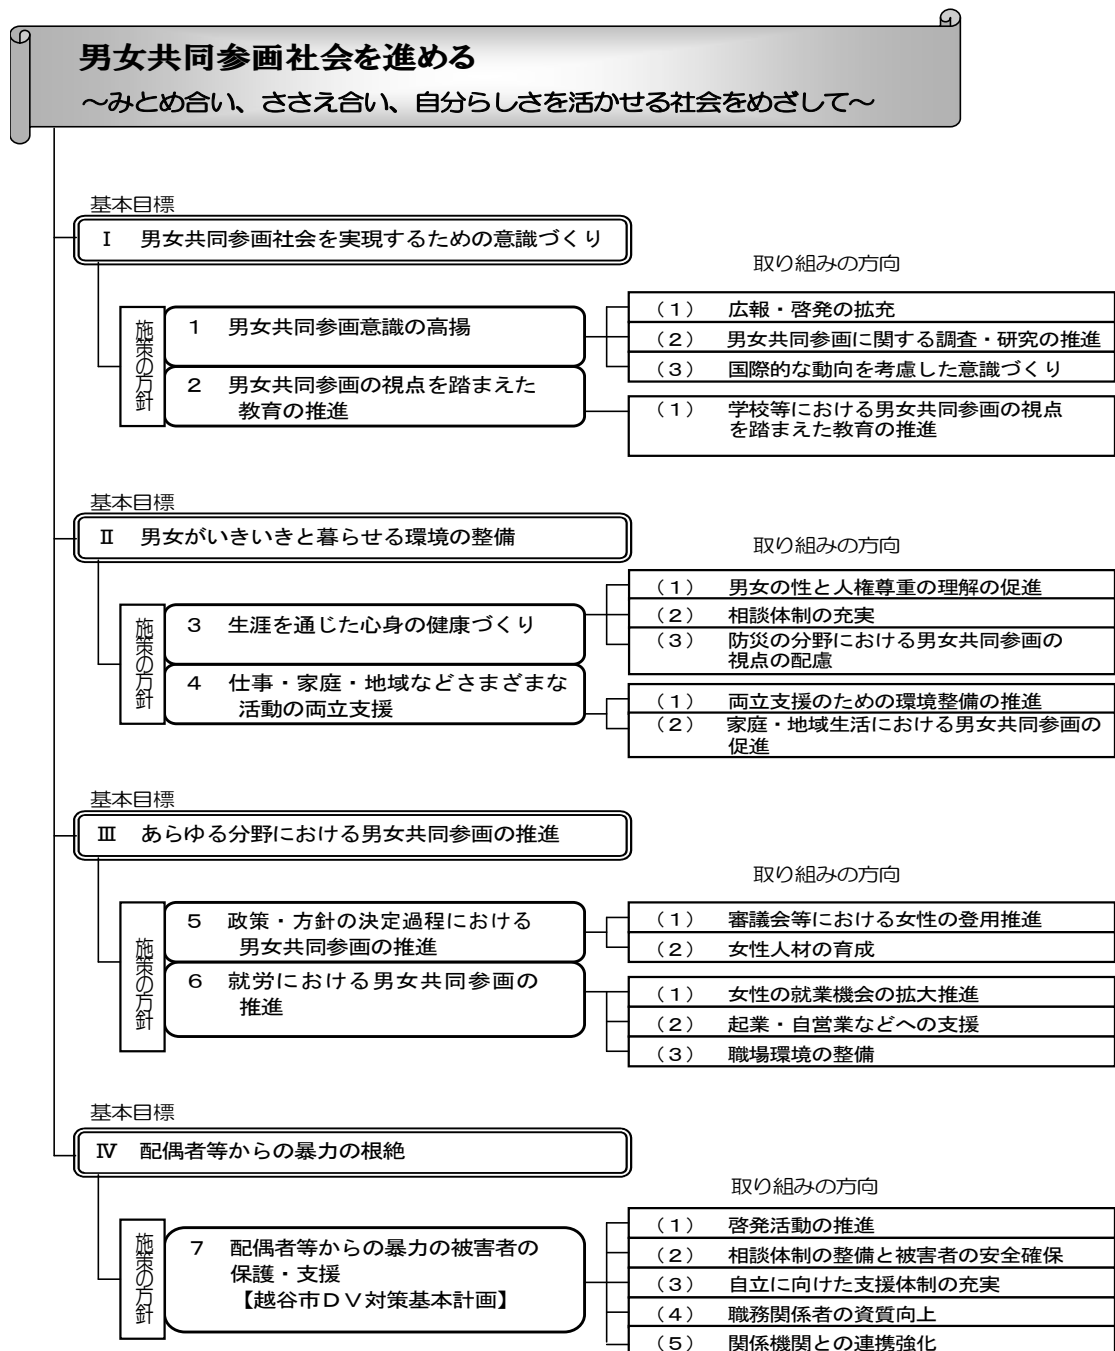 男女共同参画社会を進める
～みとめ合い、ささえ合い、自分らしさを活かせる社会をめざして～
基本目標
Ⅰ 男女共同参画社会を実現するための意識づくり
取り組みの方向
施策の方針
1 男女共同参画意識の高揚
(1) 広報・啓発の拡充
(2) 男女共同参画に関する調査・研究の推進
(3) 国際的な動向を考慮した意識づくり
2 男女共同参画の視点を踏まえた
教育の推進
(1) 学校等における男女共同参画の視点
を踏まえた教育の推進
基本目標
Ⅱ 男女がいきいきと暮らせる環境の整備
取り組みの方向
施策の方針
3 生涯を通じた心身の健康づくり
(1) 男女の性と人権尊重の理解の促進
(2) 相談体制の充実
(3) 防災の分野における男女共同参画の
視点の配慮
4 仕事・家庭・地域などさまざまな
活動の両立支援
(1) 両立支援のための環境整備の推進
(2) 家庭・地域生活における男女共同参画の
促進
基本目標
Ⅲ あらゆる分野における男女共同参画の推進
取り組みの方向
施策の方針
5 政策・方針の決定過程における
男女共同参画の推進
(1) 審議会等における女性の登用推進
(2) 女性人材の育成
6 就労における男女共同参画の
推進
(1) 女性の就業機会の拡大推進
(2) 起業・自営業などへの支援
(3) 職場環境の整備
基本目標
Ⅳ 配偶者等からの暴力の根絶
取り組みの方向
施策の方針
7 配偶者等からの暴力の被害者の
保護・支援
【越谷市DV対策基本計画】
(1) 啓発活動の推進
(2) 相談体制の整備と被害者の安全確保
(3) 自立に向けた支援体制の充実
(4) 職務関係者の資質向上
(5) 関係機関との連携強化